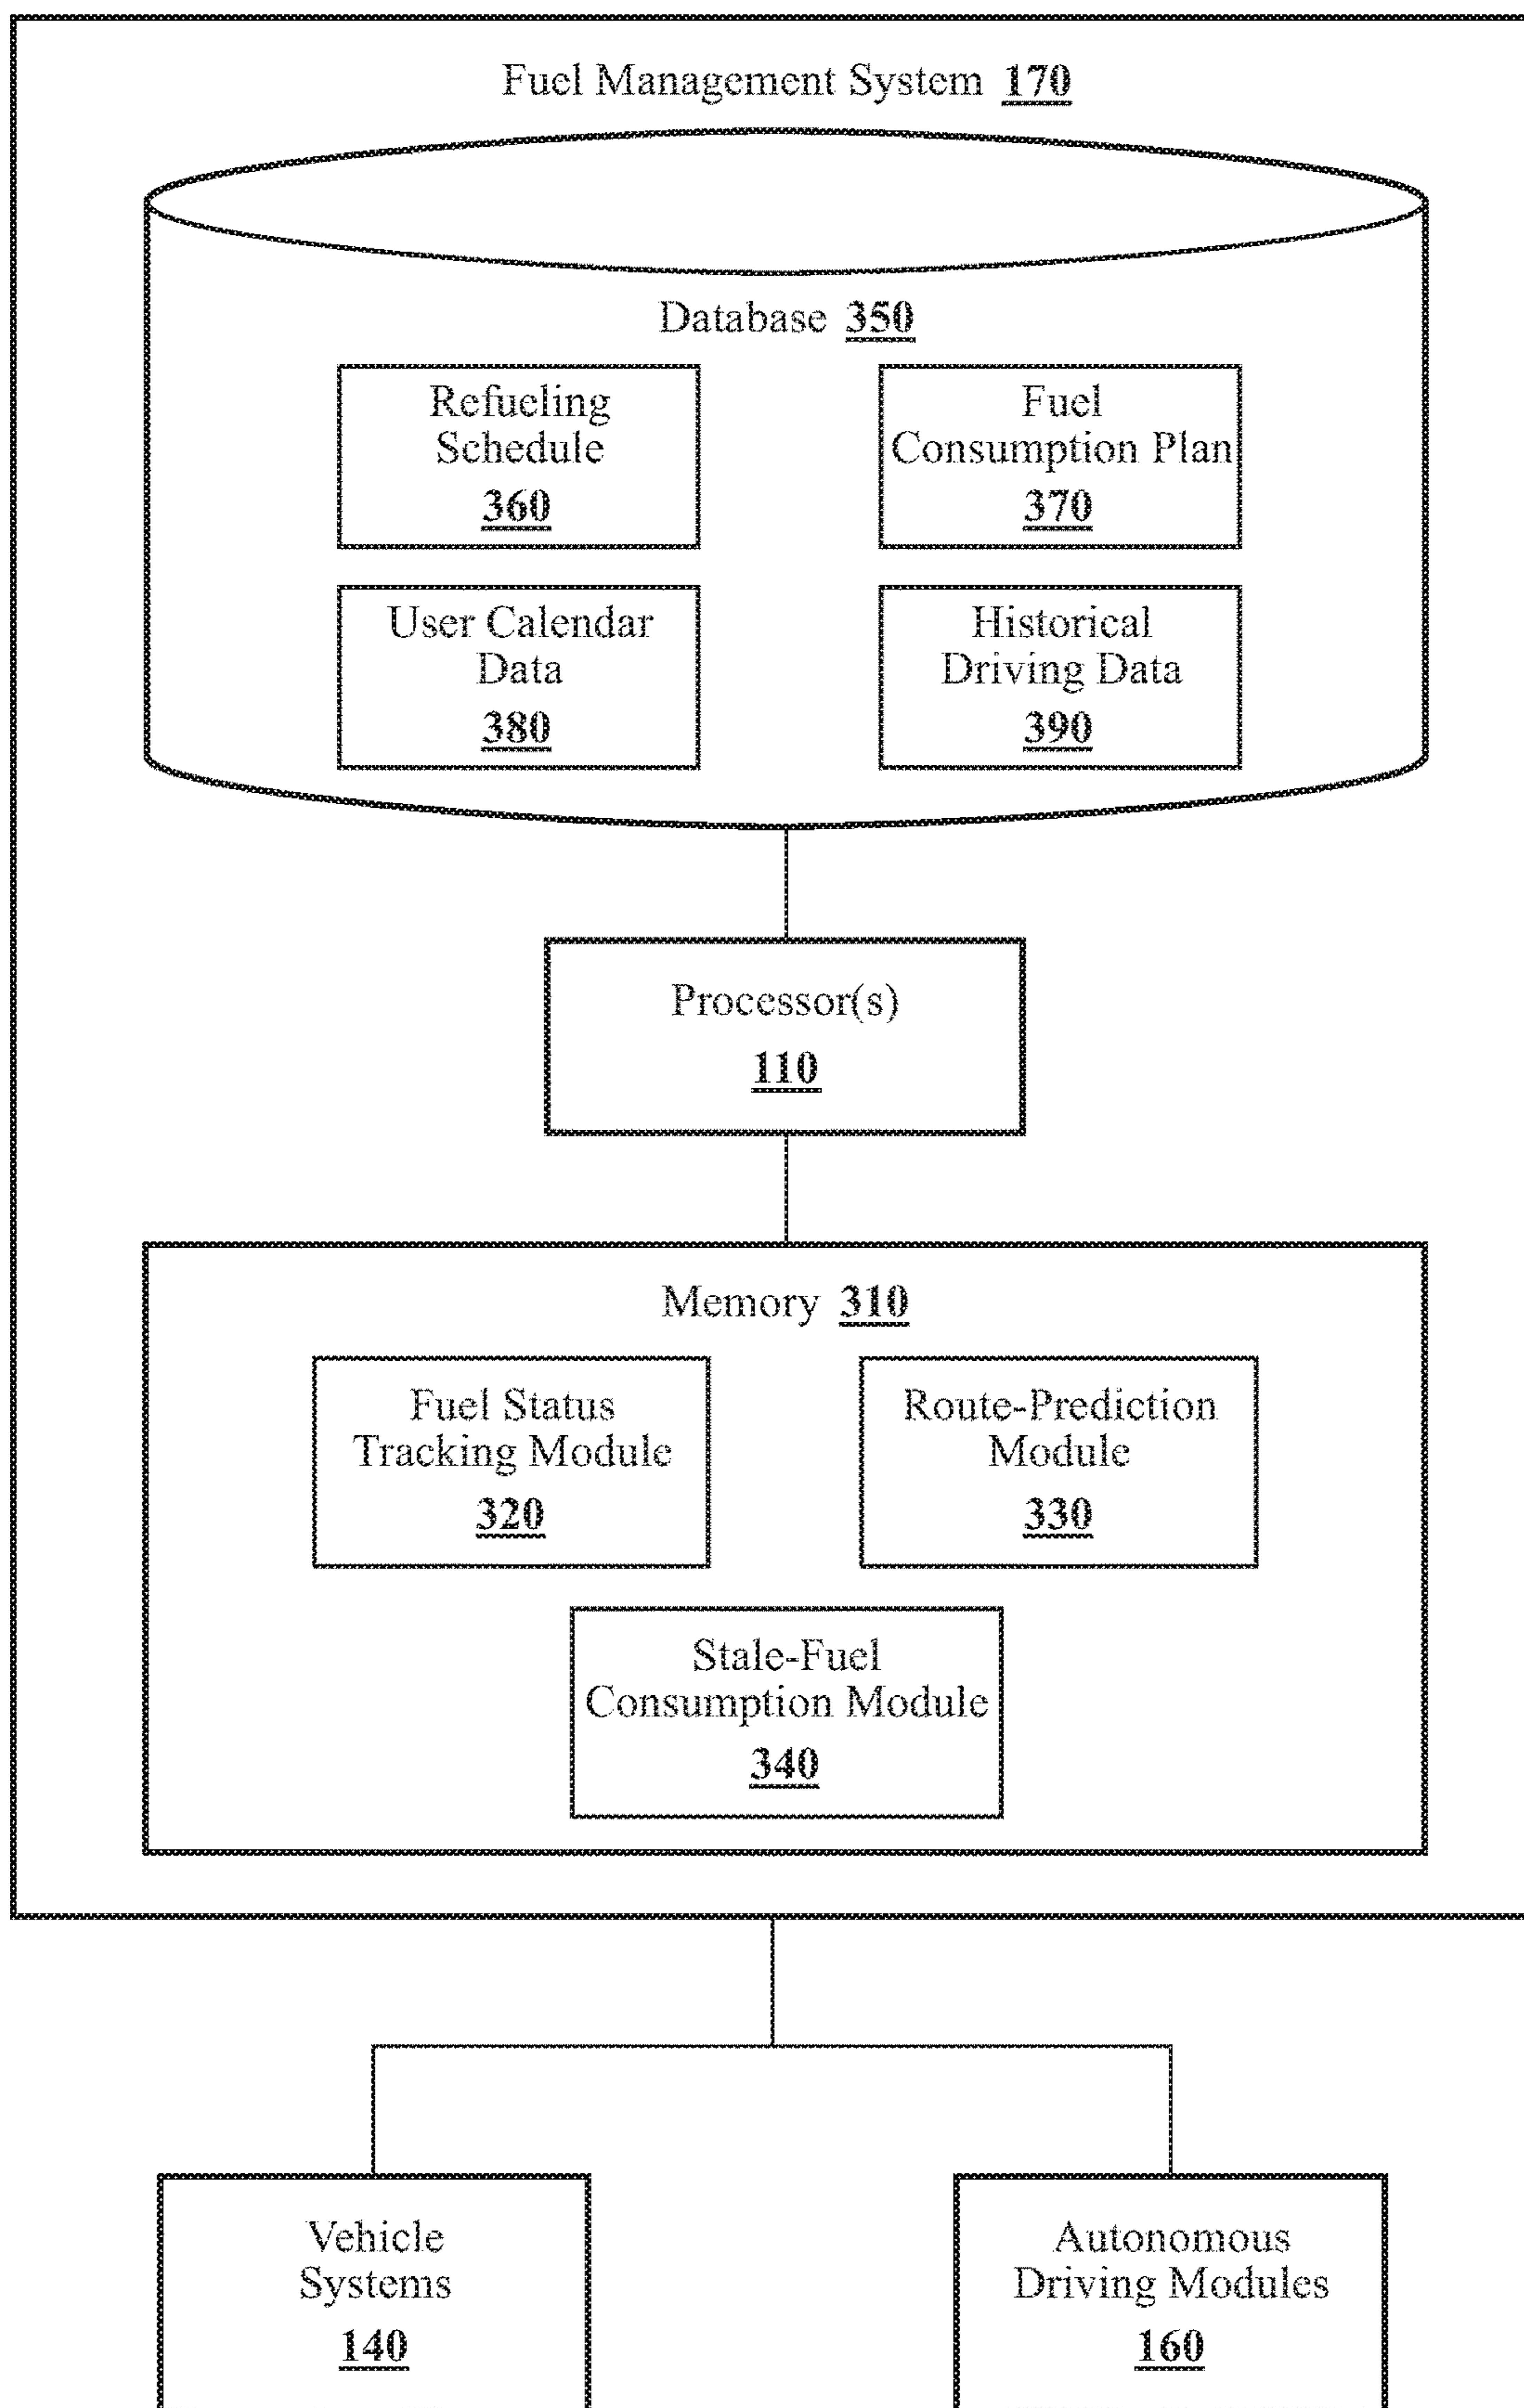 Fuel Management System 170
Database 350
Refueling
Schedule
360
Fuel
Consumption Plan
370
User Calendar
Data
380
Historical
Driving Data
390
Processor(s)
110
Memory 310
Fuel Status
Tracking Module
320
Route-Prediction
Module
330
Stale-Fuel
Consumption Module
340
Vehicle
Systems
140
Autonomous
Driving Modules
160